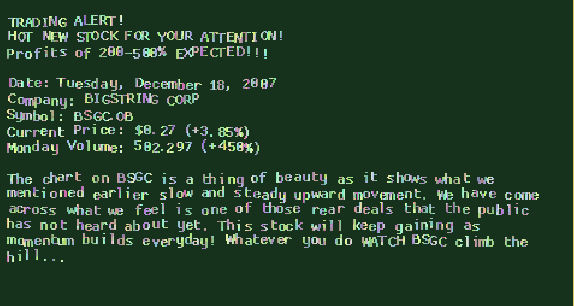 TRADING ALERT!
HOT NEW STOCK FOR YOUR ATTENTION!
Profits of 200-500% EXPECTED!!!
Date: Tuesday, December 18, 2007
Company: BIGSTRING CORP
Symbol: BSGC.OB
Current Price: $0.27 (+3.85%)
Monday Volume: 502.297 (+450%)
The chart on BSGC is a thing of beauty as it shows what we
mentioned earlier slow and steady upward movement. We have come
across what we feel is one of those rear deals that the public
has not heard about yet. This stock will keep gaining as
momentum builds everyday! Whatever you do WATCH BSGC climb the
hill...